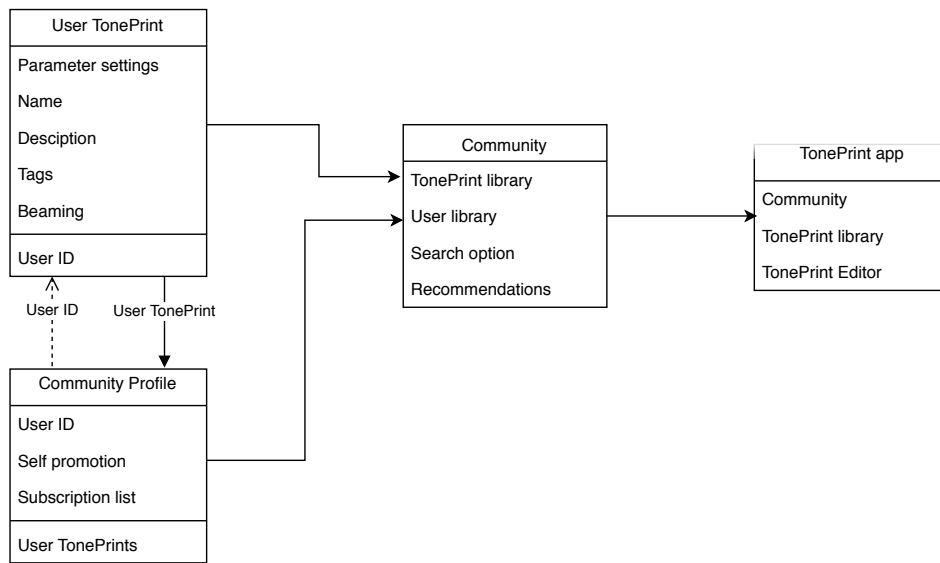 User TonePrint
Parameter settings
Name
Desciption
Tags
Beaming
User ID
User ID
User TonePrint
Community Profile
User ID
Self promotion
Subscription list
User TonePrints
Community
TonePrint library
User library
Search option
Recommendations
TonePrint app
Community
TonePrint library
TonePrint Editor